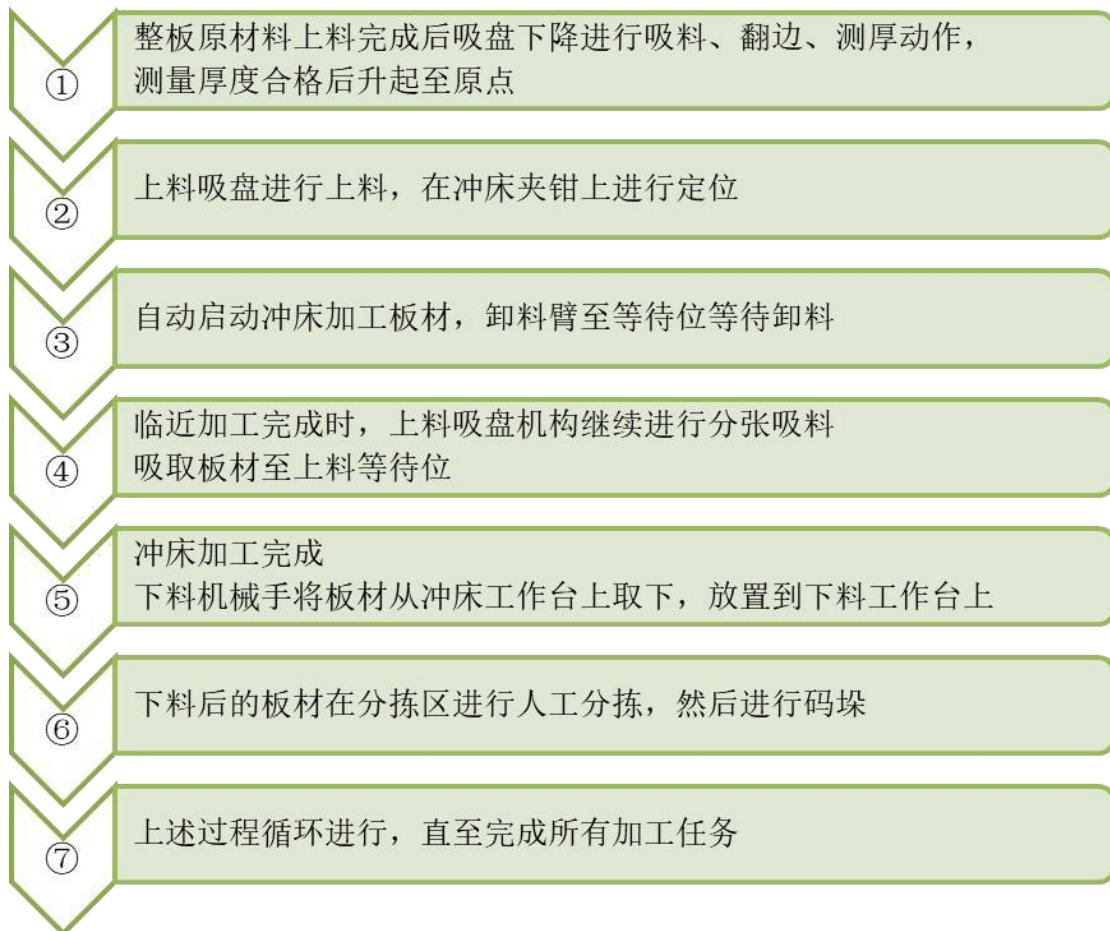 ①
整板原材料上料完成后吸盘下降进行吸料、翻边、测厚动作，
测量厚度合格后升起至原点
②
上料吸盘进行上料，在冲床夹钳上进行定位
③
自动启动冲床加工板材，卸料臂至等待位等待卸料
④
临近加工完成时，上料吸盘机构继续进行分张吸料
吸取板材至上料等待位
⑤
冲床加工完成
下料机械手将板材从冲床工作台上取下，放置到下料工作台上
⑥
下料后的板材在分拣区进行人工分拣，然后进行码垛
⑦
上述过程循环进行，直至完成所有加工任务